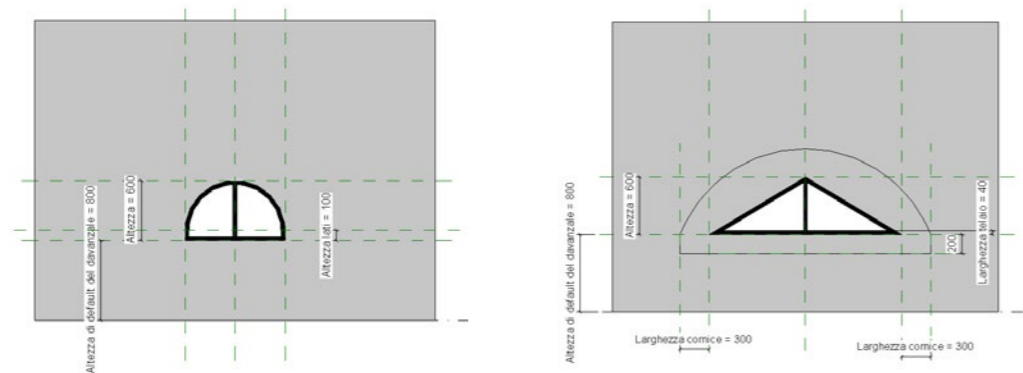 Altezza di default del davanzale = 800
Altezza = 600
Altezza lati = 100
Altezza di default del davanzale = 800
Altezza = 600
200
Larghezza telaio = 40
Larghezza cornice = 300
Larghezza cornice = 300